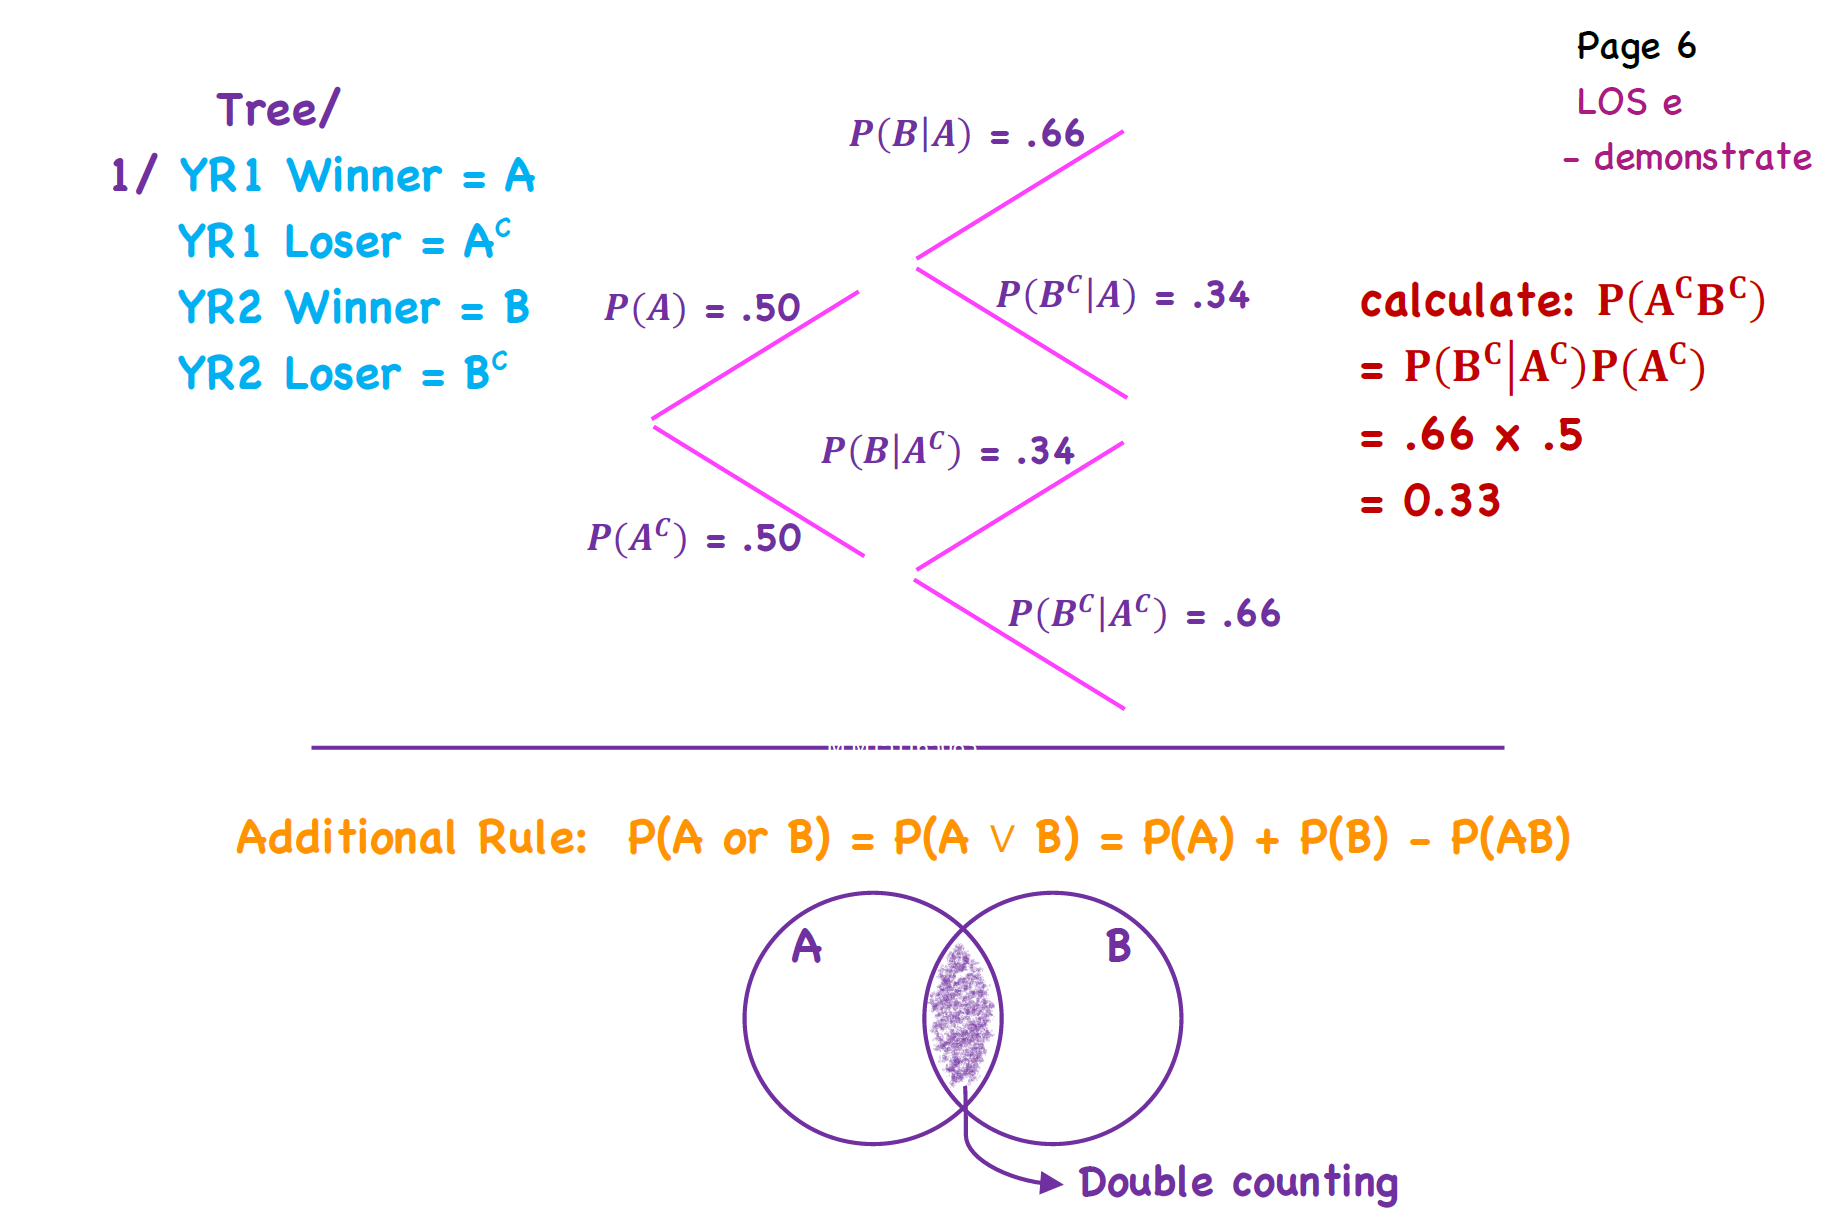 Page 6
LOS e
- demonstrate
Tree/
1/ YR1 Winner = A
YR1 Loser = A^C
YR2 Winner = B
YR2 Loser = B^C
P(B|A) = .66
P(A) = .50
P(B^C|A) = .34
P(B|A^C) = .34
P(A^C) = .50
P(B^C|A^C) = .66
calculate: P(A^CB^C)
= P(B^C|A^C)P(A^C)
= .66 x .5
= 0.33
Additional Rule: P(A or B) = P(A ∨ B) = P(A) + P(B) - P(AB)
A
B
Double counting